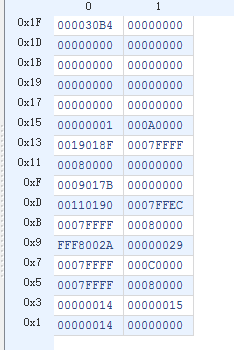 0 1
0x1F 000030B4 00000000
0x1D 00000000 00000000
0x1B 00000000 00000000
0x19 00000000 00000000
0x17 00000000 00000000
0x15 00000001 000A0000
0x13 0019018F 0007FFFF
0x11 00080000 00000000
0xF 0009017B 00000000
0xD 00110190 0007FFEC
0xB 0007FFFF 00080000
0x9 FFF8002A 00000029
0x7 0007FFFF 000C0000
0x5 0007FFFF 00080000
0x3 00000014 00000015
0x1 00000014 00000000